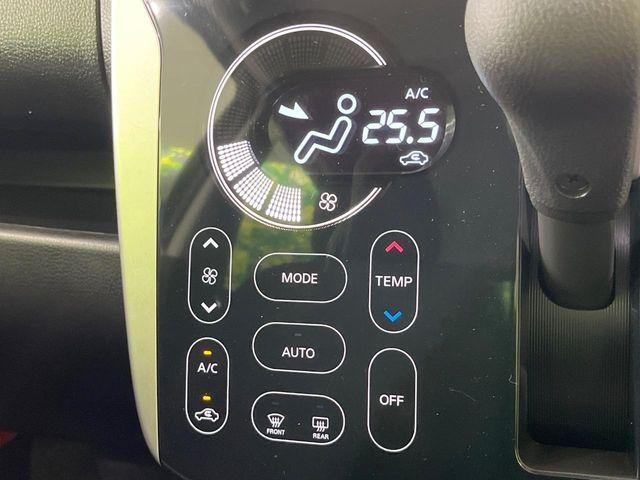 A/C
25.5
MODE
TEMP
AUTO
A/C
OFF
FRONT
REAR